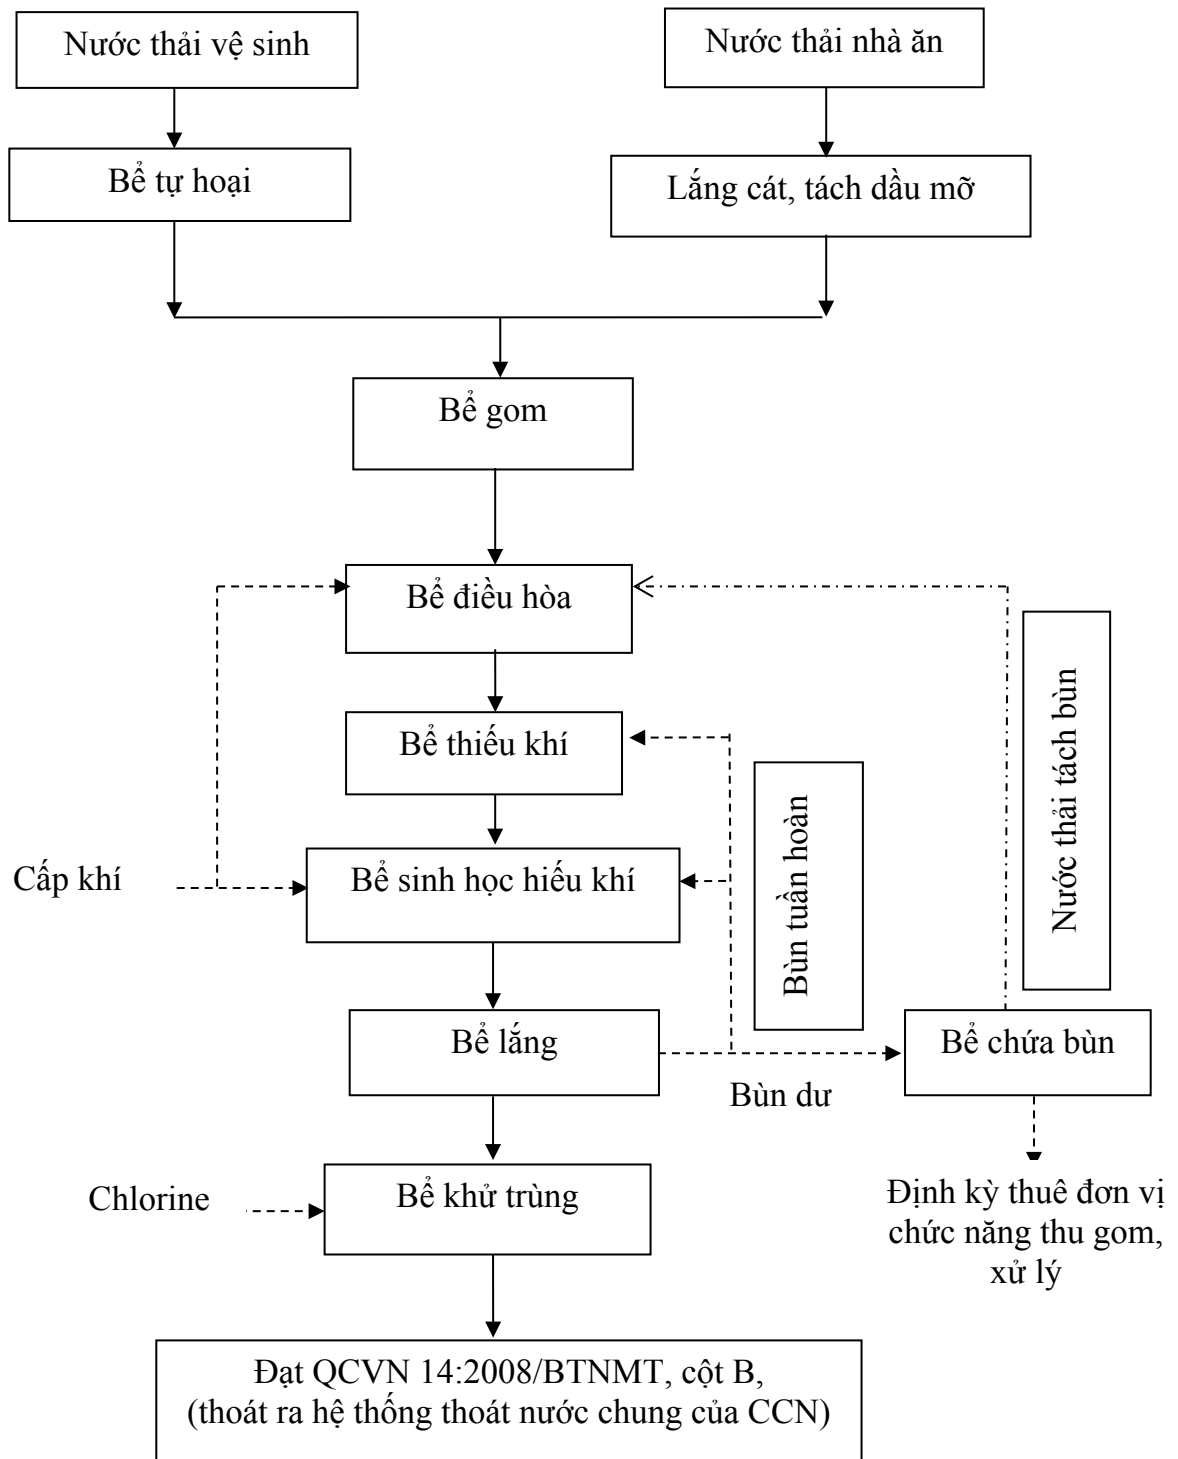 Nước thải vệ sinh
Nước thải nhà ăn
Bể tự hoại
Lắng cát, tách dầu mỡ
Bể gom
Bể điều hòa
Bể thiếu khí
Cấp khí
Bể sinh học hiếu khí
Bùn tuần hoàn
Nước thải tách bùn
Bể lắng
Bể chứa bùn
Bùn dư
Chlorine
Bể khử trùng
Định kỳ thuê đơn vị
chức năng thu gom,
xử lý
Đạt QCVN 14:2008/BTNMT, cột B,
(thoát ra hệ thống thoát nước chung của CCN)